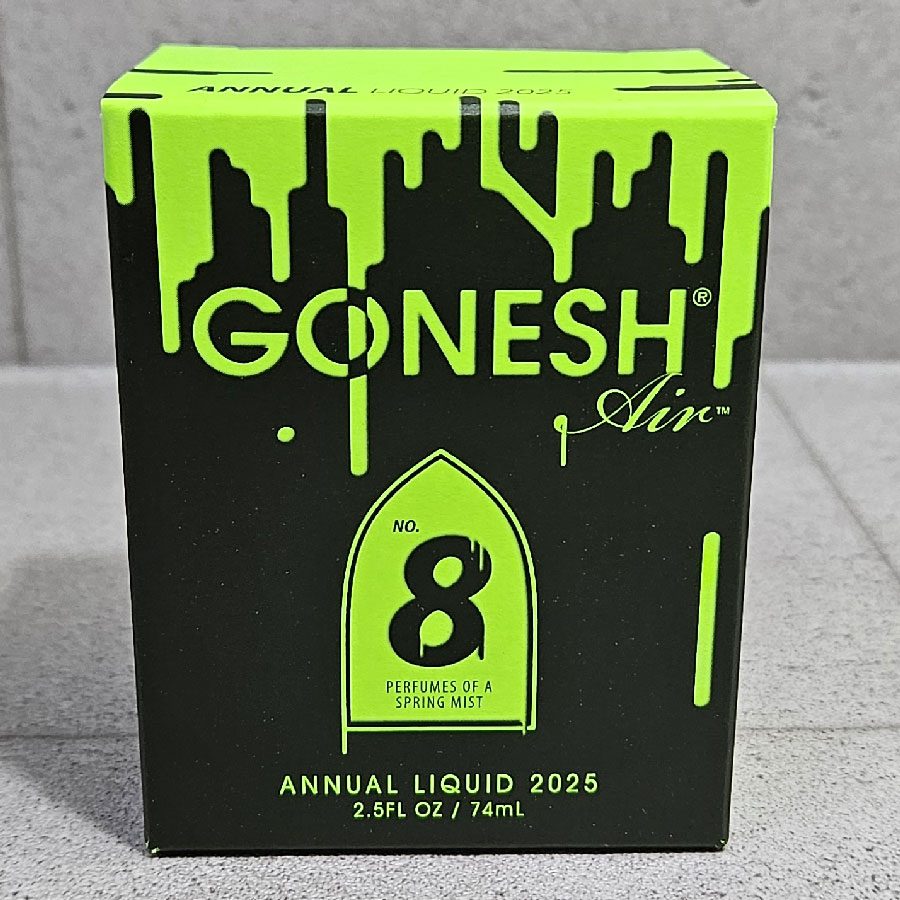 ANNUAL LIQUID 2025
GONESH®
Air™
NO.
8
PERFUMES OF A
SPRING MIST
ANNUAL LIQUID 2025
2.5FL OZ / 74mL